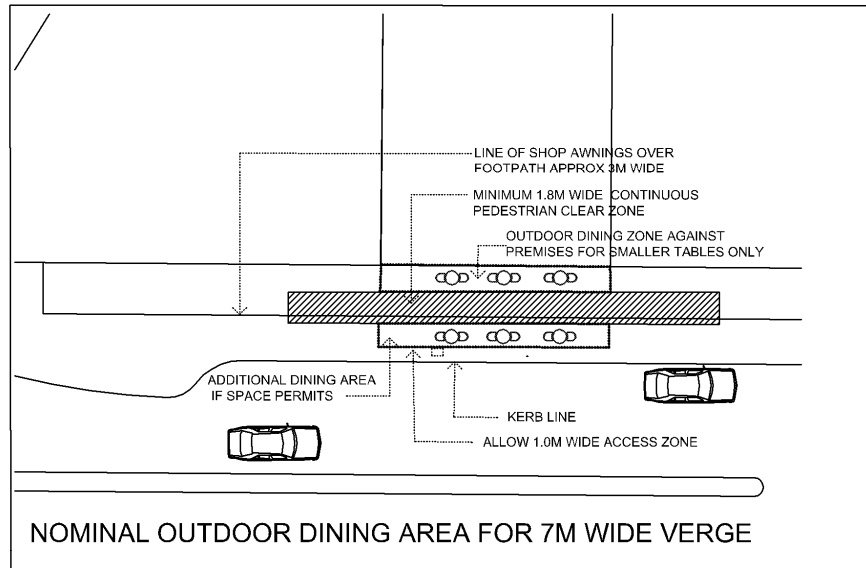 LINE OF SHOP AWNINGS OVER
FOOTPATH APPROX 3M WIDE
MINIMUM 1.8M WIDE CONTINUOUS
PEDESTRIAN CLEAR ZONE
OUTDOOR DINING ZONE AGAINST
PREMISES FOR SMALLER TABLES ONLY
ADDITIONAL DINING AREA
IF SPACE PERMITS
KERB LINE
ALLOW 1.0M WIDE ACCESS ZONE
NOMINAL OUTDOOR DINING AREA FOR 7M WIDE VERGE